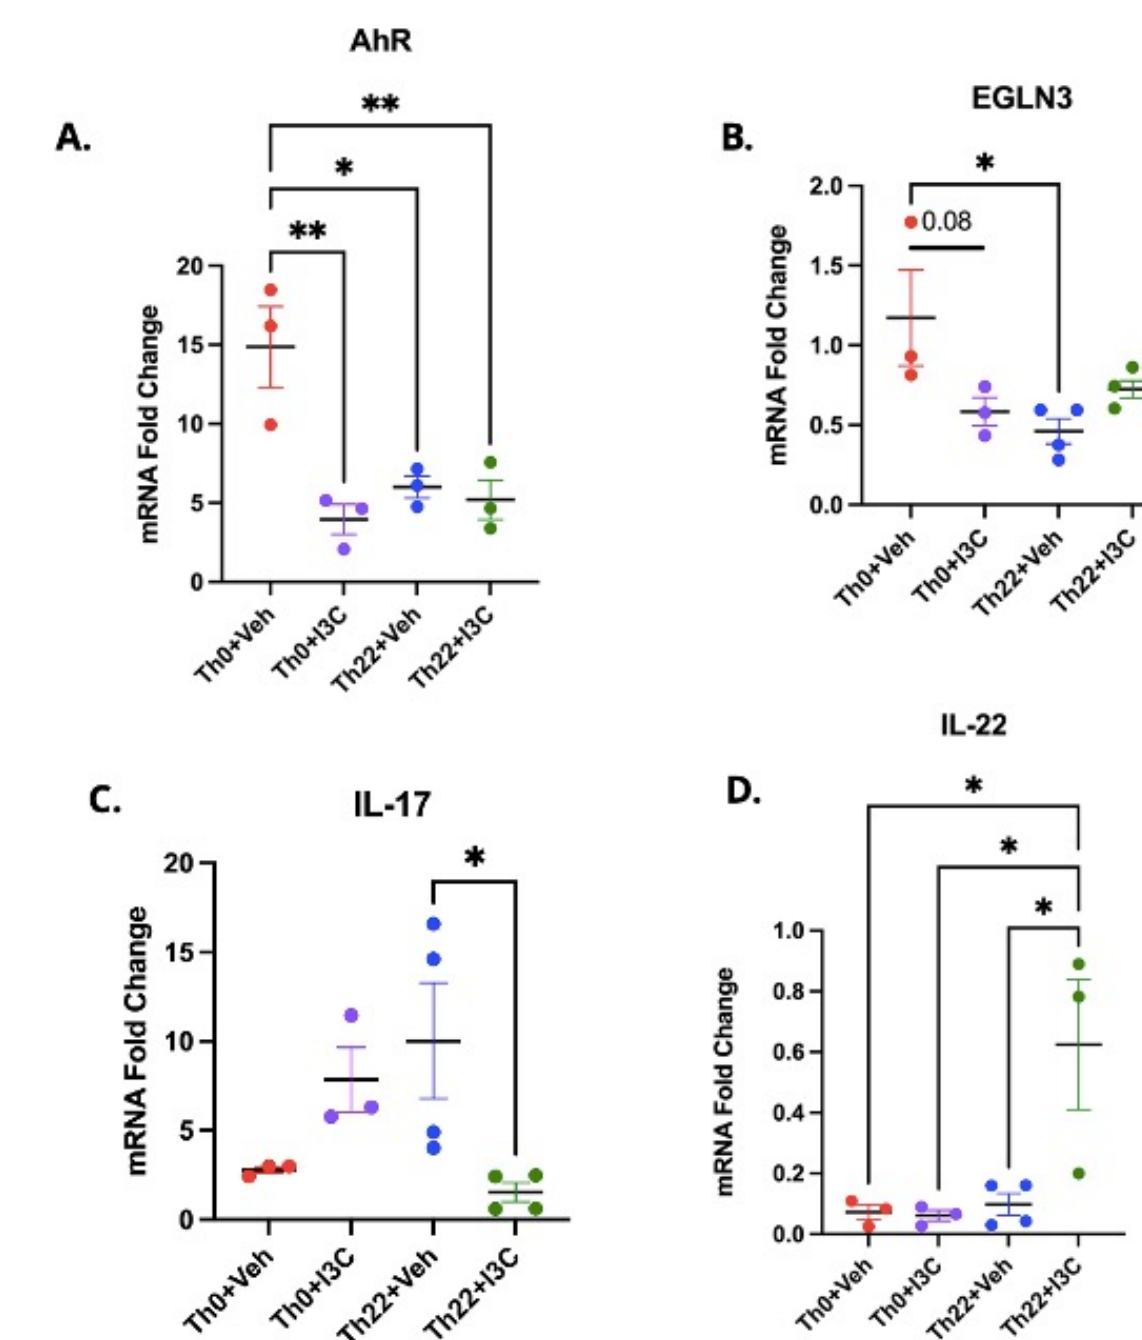 AhR
A.
**
*
**
mRNA Fold Change
20
15
10
5
0
Th0+Veh
Th0+I3C
Th22+Veh
Th22+I3C
EGLN3
B.
*
0.08
mRNA Fold Change
2.0
1.5
1.0
0.5
0.0
Th0+Veh
Th0+I3C
Th22+Veh
Th22+I3C
C.
IL-17
*
mRNA Fold Change
20
15
10
5
0
Th0+Veh
Th0+I3C
Th22+Veh
Th22+I3C
IL-22
D.
*
*
*
mRNA Fold Change
1.0
0.8
0.6
0.4
0.2
0.0
Th0+Veh
Th0+I3C
Th22+Veh
Th22+I3C